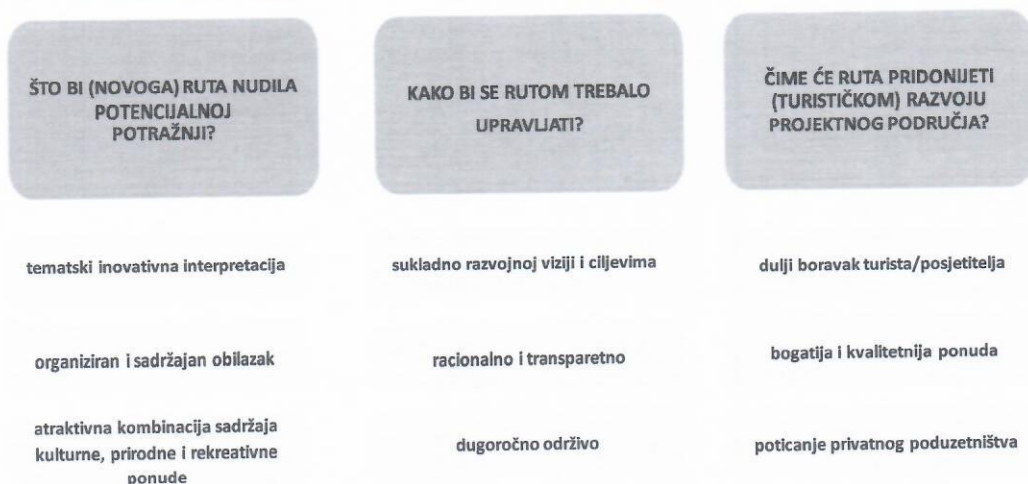 ŠTO BI (NOVOGA) RUTA NUDILA
POTENCIJALNOJ
POTRAŽNJI?
tematski inovativna interpretacija
organiziran i sadržajan obilazak
atraktivna kombinacija sadržaja
kulturne, prirodne i rekreativne
ponude
KAKO BI SE RUTOM TREBALO
UPRAVLJATI?
sukladno razvojnoj viziji i ciljevima
racionalno i transparetno
dugoročno održivo
ČIME ĆE RUTA PRIDONIJETI
(TURISTIČKOM) RAZVOJU
PROJEKTNOG PODRUČJA?
dulji boravak turista/posjetitelja
bogatija i kvalitetnija ponuda
poticanje privatnog poduzetništva